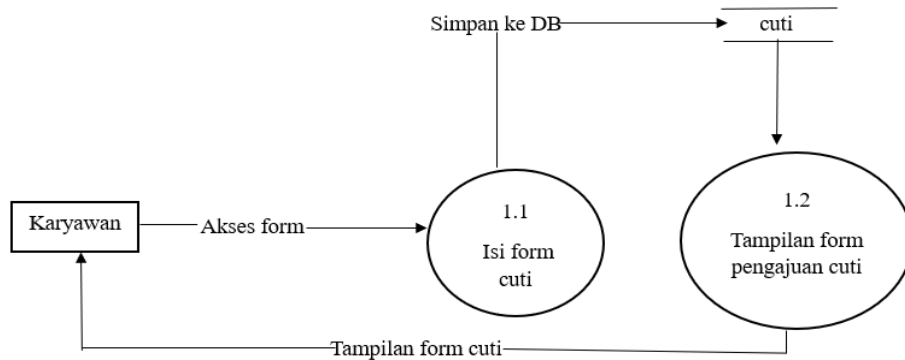 Simpan ke DB
cuti
Karyawan
Akses form
1.1
Isi form
cuti
1.2
Tampilan form
pengajuan cuti
Tampilan form cuti